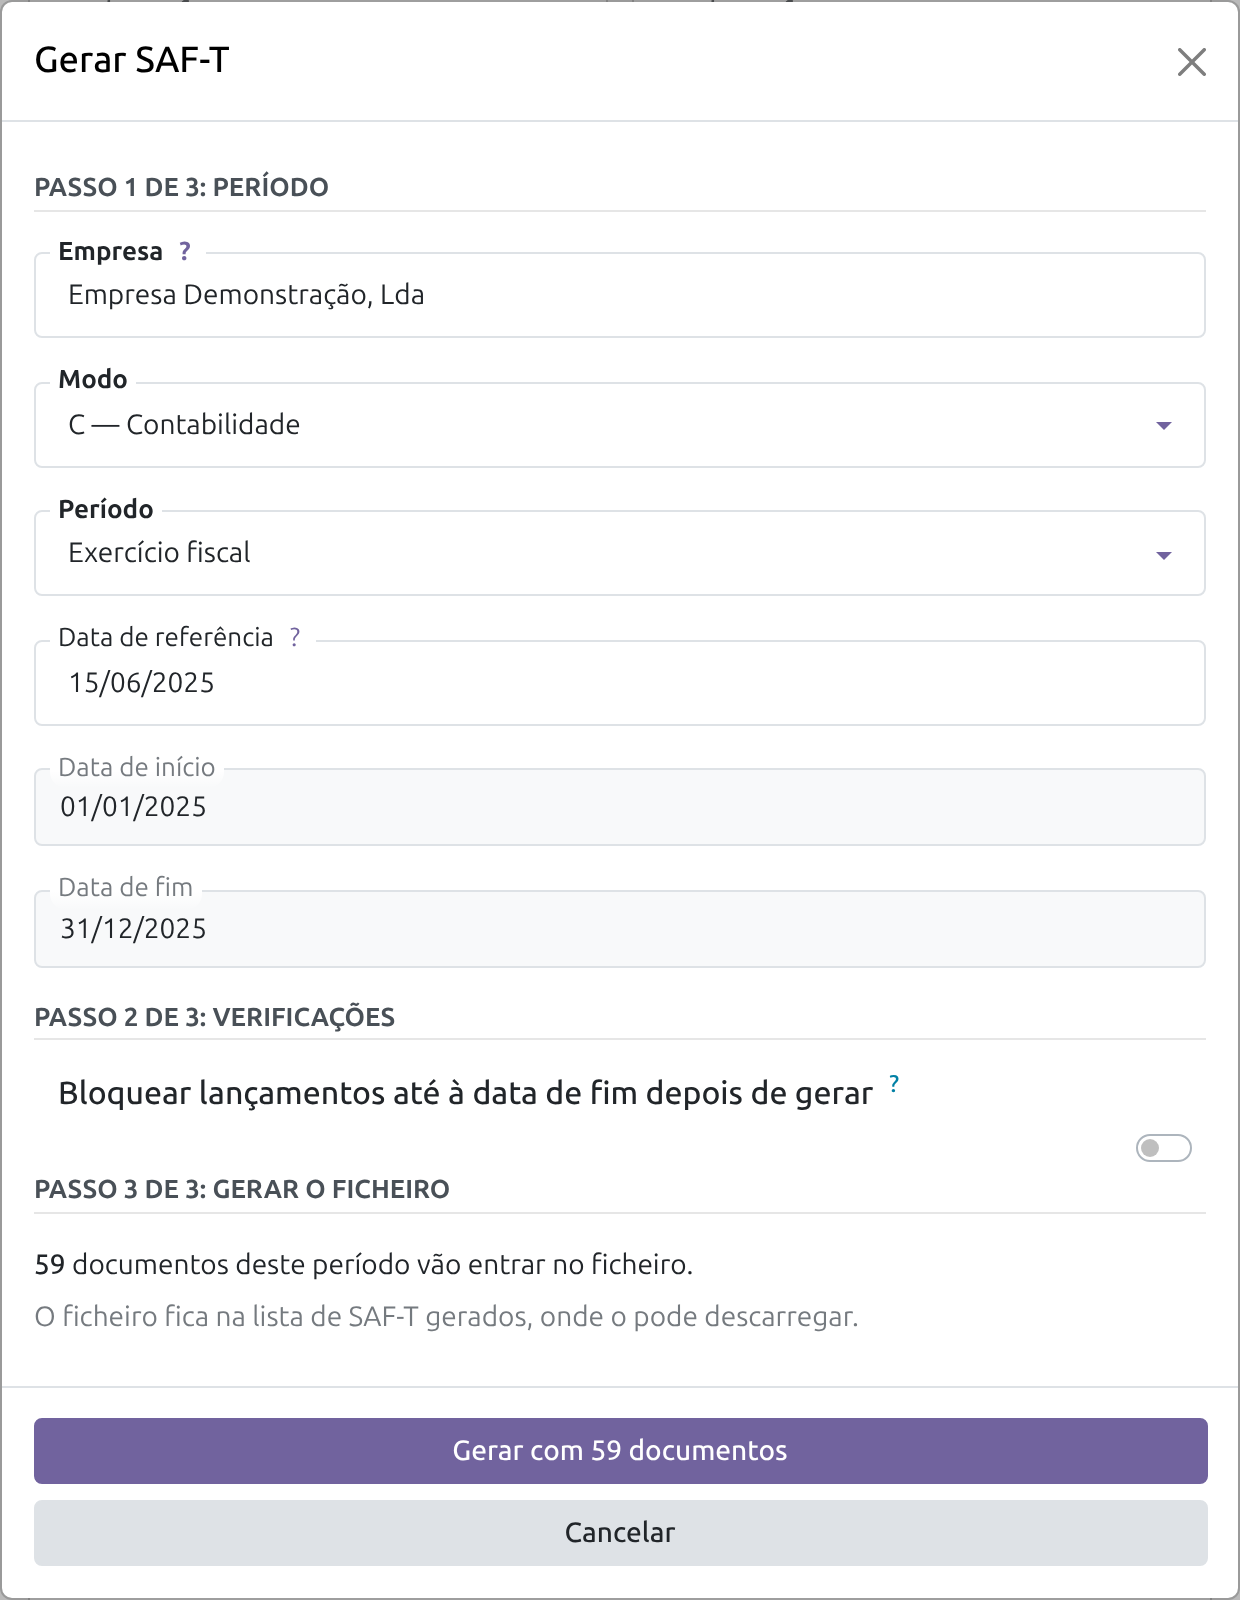 Gerar SAF-T
PASSO 1 DE 3: PERÍODO
Empresa ?
Empresa Demonstração, Lda
Modo
C — Contabilidade
Período
Exercício fiscal
Data de referência ?
15/06/2025
Data de início
01/01/2025
Data de fim
31/12/2025
PASSO 2 DE 3: VERIFICAÇÕES
Bloquear lançamentos até à data de fim depois de gerar ?
PASSO 3 DE 3: GERAR O FICHEIRO
59 documentos deste período vão entrar no ficheiro.
O ficheiro fica na lista de SAF-T gerados, onde o pode descarregar.
Gerar com 59 documentos
Cancelar